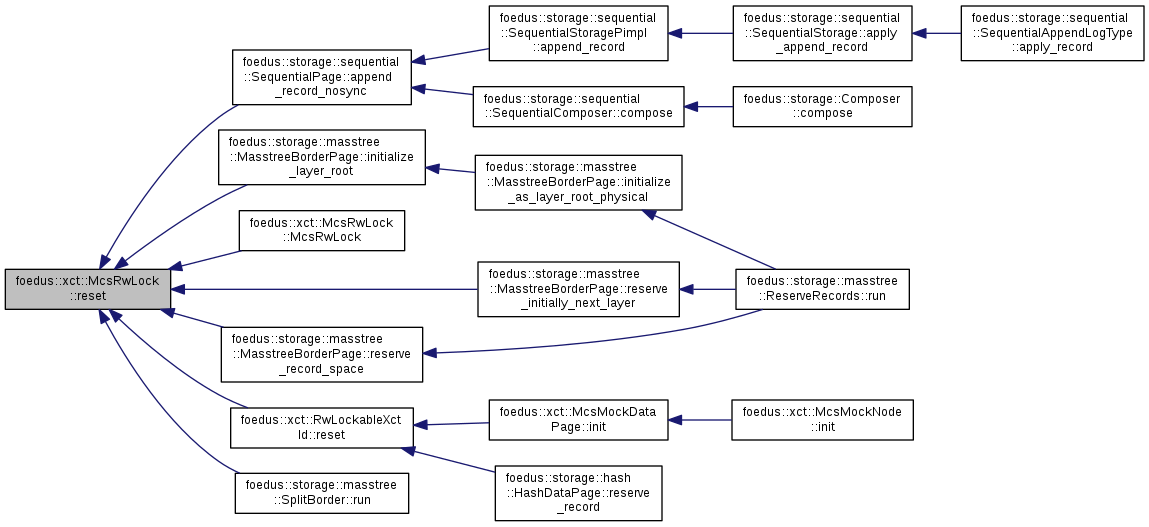 foedus::xct::McsRwLock
::reset
foedus::storage::sequential
::SequentialPage::append
_record_nosync
foedus::storage::sequential
::SequentialStoragePimpl
::append_record
foedus::storage::sequential
::SequentialStorage::apply
_append_record
foedus::storage::sequential
::SequentialAppendLogType
::apply_record
foedus::storage::sequential
::SequentialComposer::compose
foedus::storage::Composer
::compose
foedus::storage::masstree
::MasstreeBorderPage::initialize
_layer_root
foedus::storage::masstree
::MasstreeBorderPage::initialize
_as_layer_root_physical
foedus::xct::McsRwLock
::McsRwLock
foedus::storage::masstree
::MasstreeBorderPage::reserve
_initially_next_layer
foedus::storage::masstree
::ReserveRecords::run
foedus::storage::masstree
::MasstreeBorderPage::reserve
_record_space
foedus::xct::RwLockableXct
Id::reset
foedus::xct::McsMockData
Page::init
foedus::xct::McsMockNode
::init
foedus::storage::hash
::HashDataPage::reserve
_record
foedus::storage::masstree
::SplitBorder::run